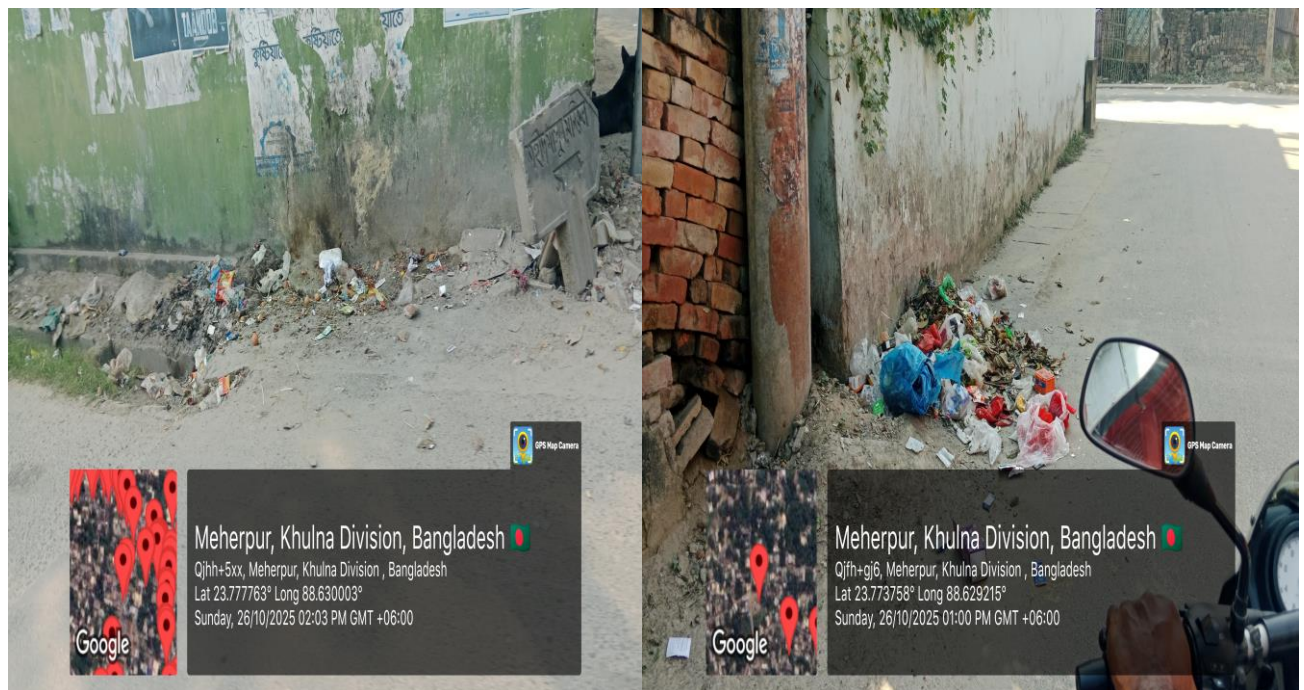 TAANDOB
কুষ্টিয়াতে
কুষ্টিয়াতে
য়াতে
GPS Map Camera
Meherpur, Khulna Division, Bangladesh
Qjhh+5xx, Meherpur, Khulna Division , Bangladesh
Lat 23.777763° Long 88.630003°
Sunday, 26/10/2025 02:03 PM GMT +06:00
Google
GPS Map Camera
Meherpur, Khulna Division, Bangladesh
Qjfh+gj6, Meherpur, Khulna Division , Bangladesh
Lat 23.773758° Long 88.629215°
Sunday, 26/10/2025 01:00 PM GMT +06:00
Google